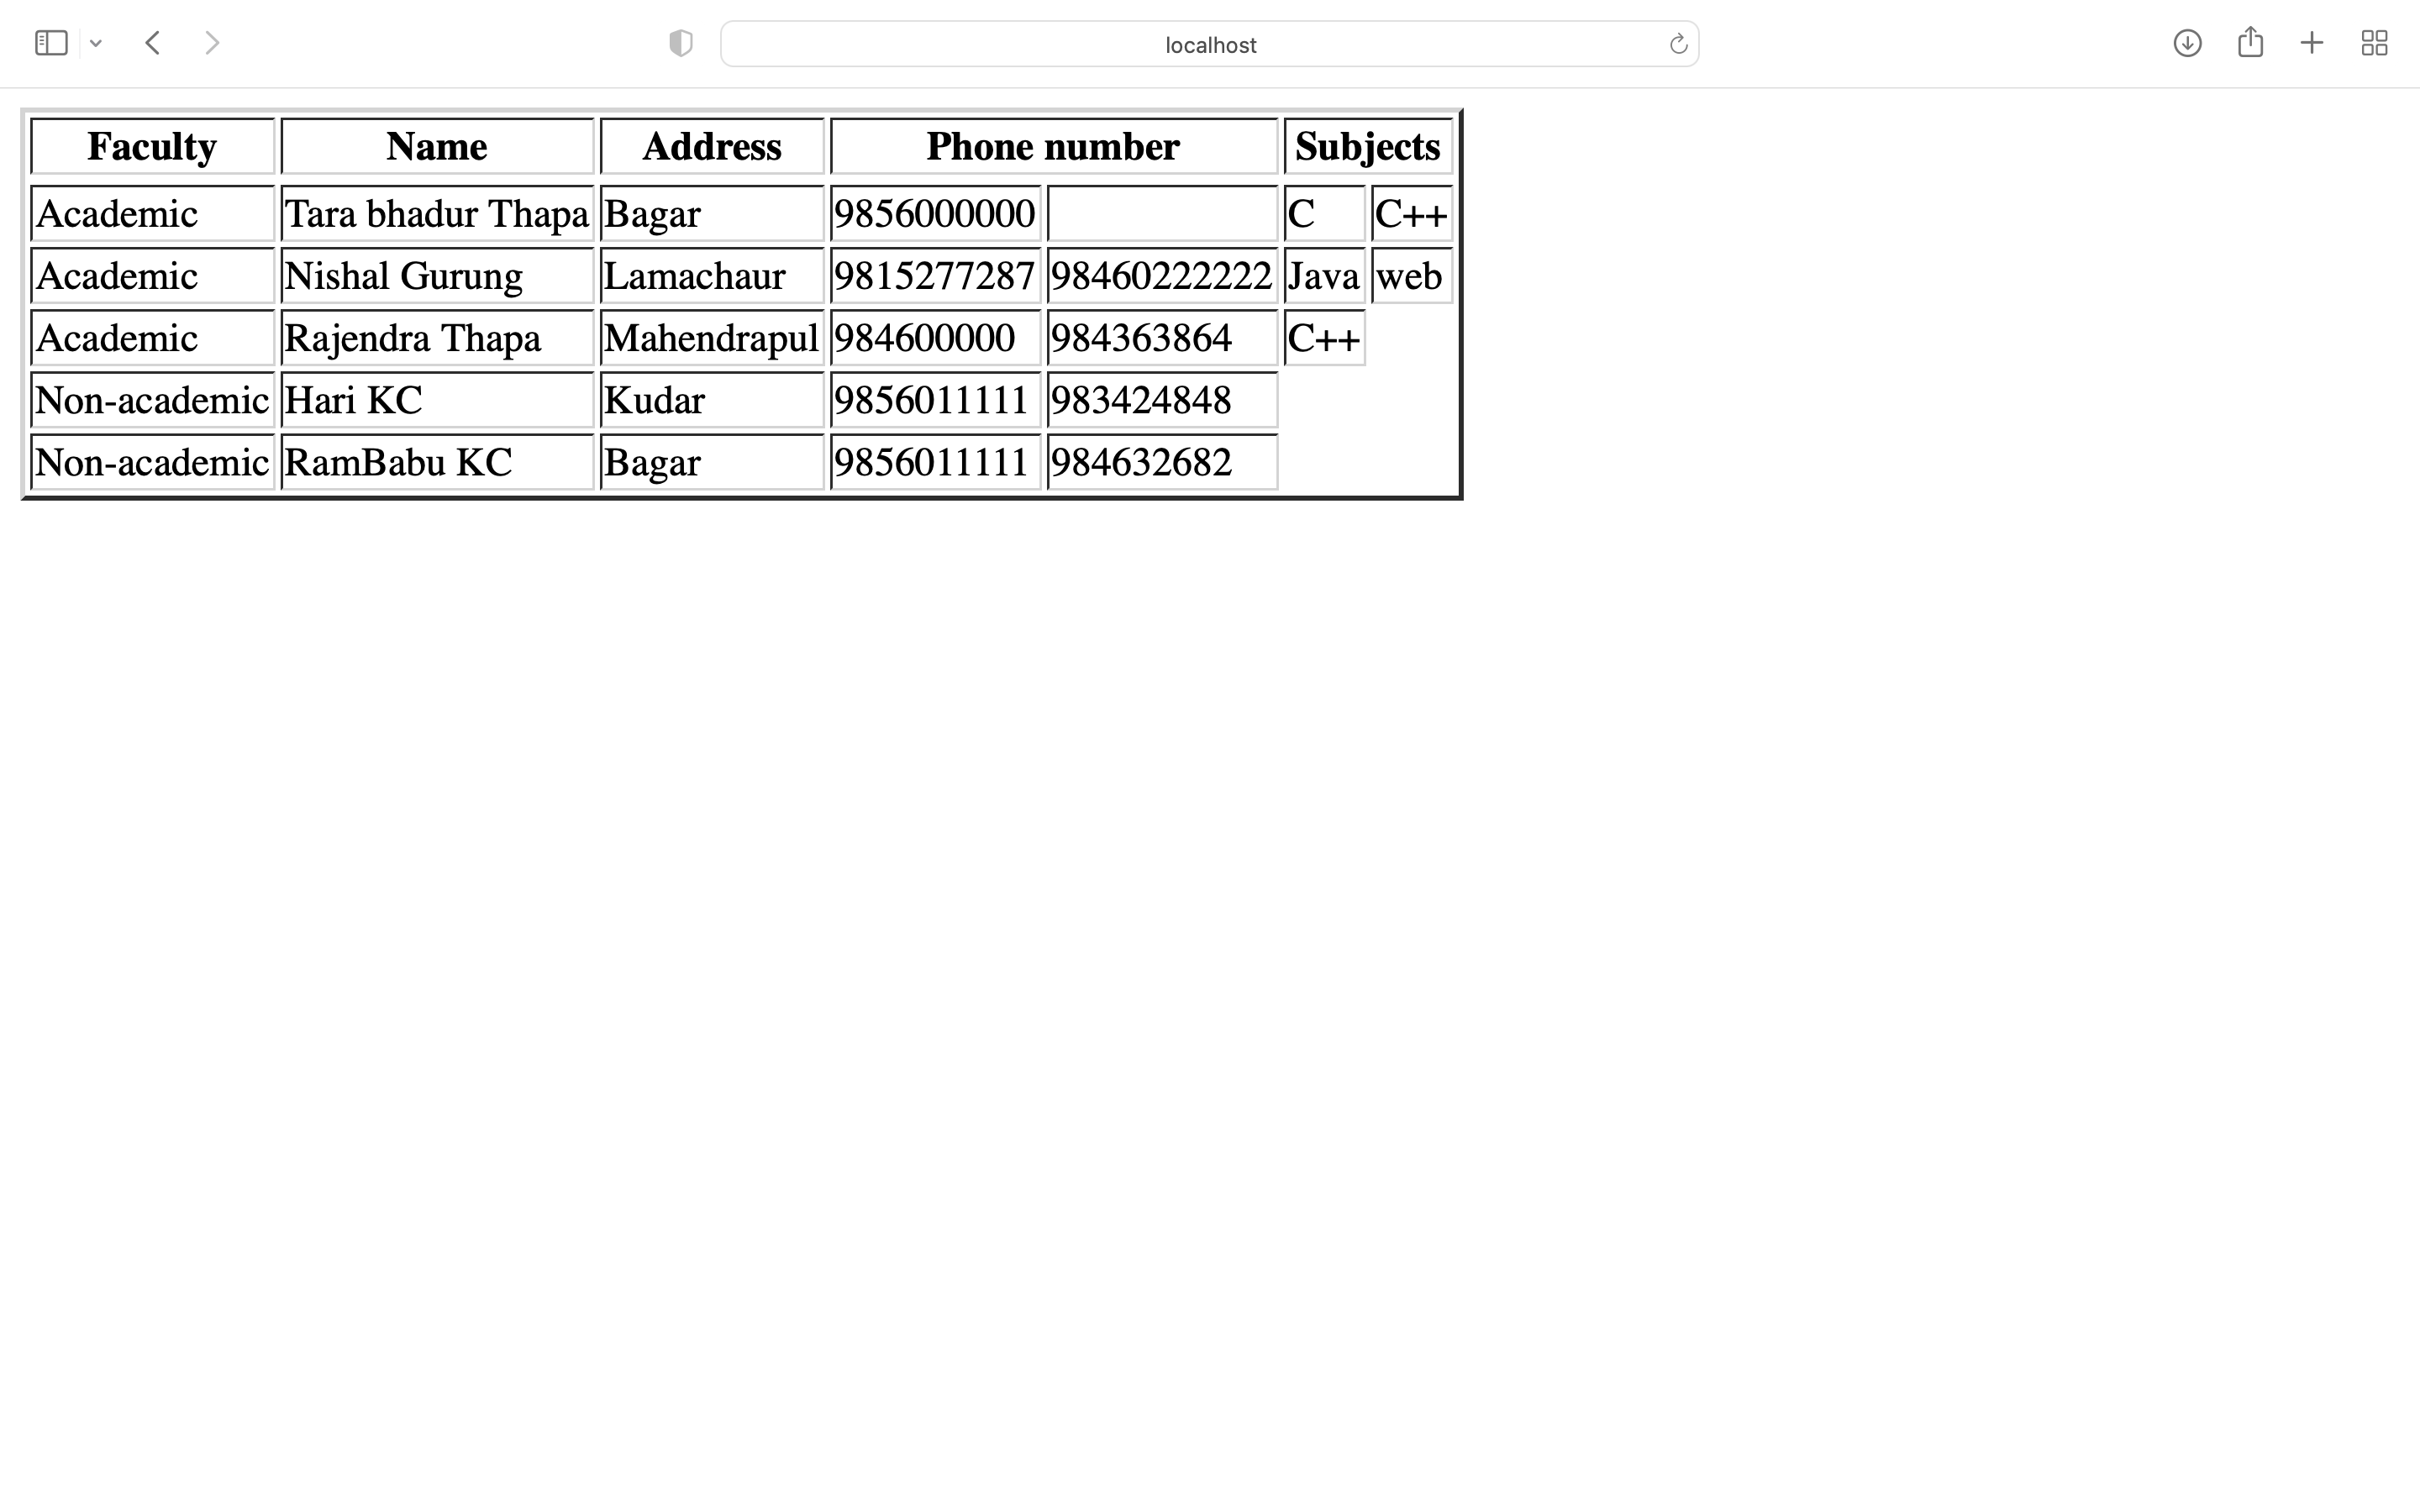 localhost
Faculty Name Address Phone number Subjects
Academic Tara bhadur Thapa Bagar 9856000000 C C++
Academic Nishal Gurung Lamachaur 9815277287 98460222222 Java web
Academic Rajendra Thapa Mahendrapul 984600000 984363864 C++
Non-academic Hari KC Kudar 9856011111 983424848
Non-academic RamBabu KC Bagar 9856011111 984632682